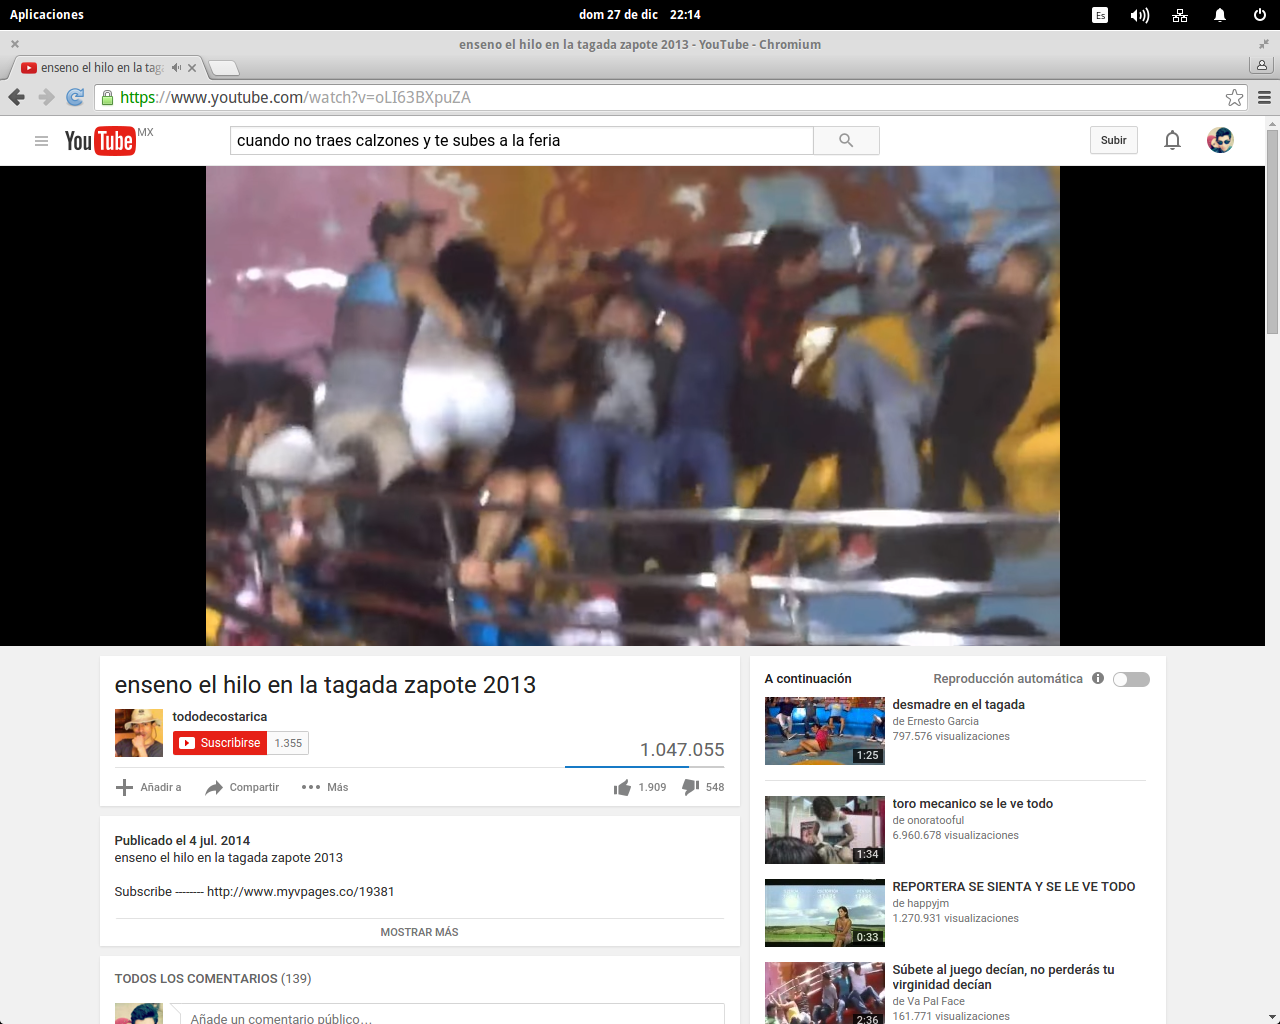 Aplicaciones
dom 27 de dic 22:14
Es
enseno el hilo en la tagada zapote 2013 - YouTube - Chromium
enseno el hilo en la tag
https://www.youtube.com/watch?v=oLI63BXpuZA
YouTube MX
cuando no traes calzones y te subes a la feria
Subir
enseno el hilo en la tagada zapote 2013
tododecostarica
Suscribirse 1.355
1.047.055
Añadir a Compartir Más 1.909 548
Publicado el 4 jul. 2014
enseno el hilo en la tagada zapote 2013
Subscribe -------- http://www.myvpages.co/19381
MOSTRAR MÁS
TODOS LOS COMENTARIOS (139)
Añade un comentario público...
A continuación
Reproducción automática
1:25
desmadre en el tagada
de Ernesto Garcia
797.576 visualizaciones
1:34
toro mecanico se le ve todo
de onoratooful
6.960.678 visualizaciones
0:33
REPORTERA SE SIENTA Y SE LE VE TODO
de happyjm
1.270.931 visualizaciones
2:36
Súbete al juego decían, no perderás tu
virginidad decían
de Va Pal Face
161.771 visualizaciones